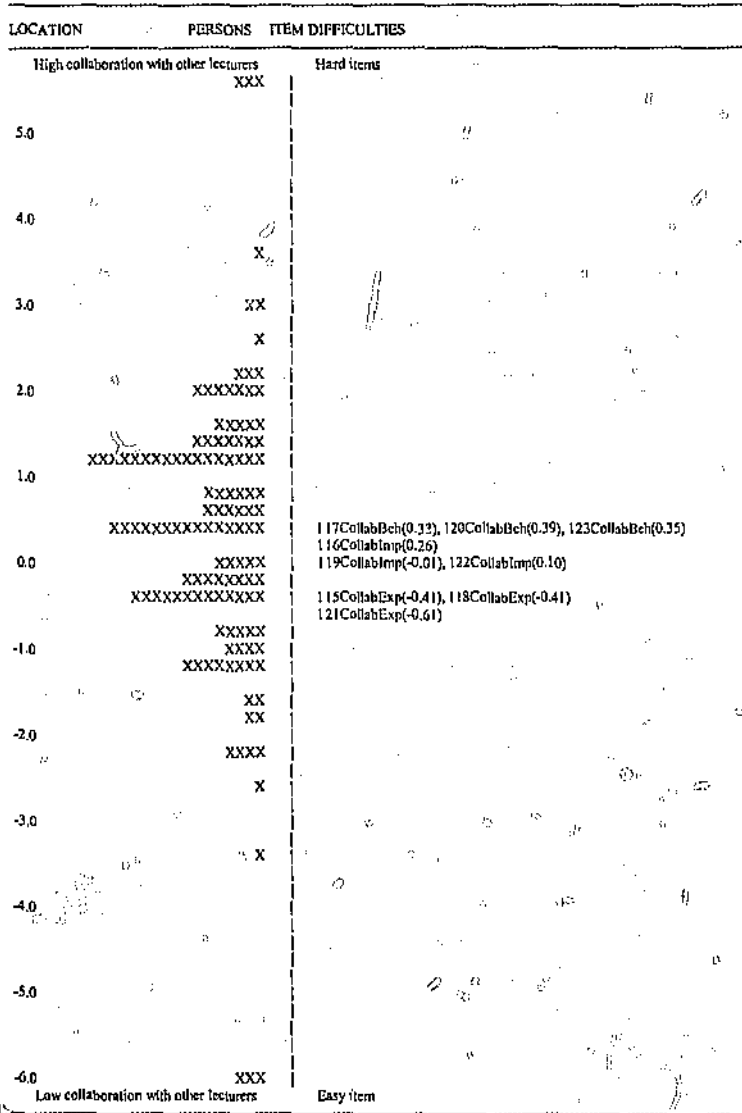 LOCATION PERSONS ITEM DIFFICULTIES
High collaboration with other lecturers Hard items
XXX
5.0
4.0
X
3.0 XX
X
XXX
2.0 XXXXXXX
XXXXX
XXXXXXX
XXXXXXXXXXXXXXXXX
1.0
XXXXXX
XXXXXX
XXXXXXXXXXXXXXX 117CollabBeh(0.32), 120CollabBeh(0.39), 123CollabBeh(0.35)
116CollabImp(0.26)
0.0 XXXXX 119CollabImp(-0.01), 122CollabImp(0.10)
XXXXXXXX
XXXXXXXXXXXXX 115CollabExp(-0.41), 118CollabExp(-0.41)
121CollabExp(-0.61)
XXXXX
-1.0 XXXX
XXXXXXXX
XX
XX
-2.0
XXXX
X
-3.0
X
-4.0
-5.0
-6.0 XXX
Low collaboration with other lecturers Easy item